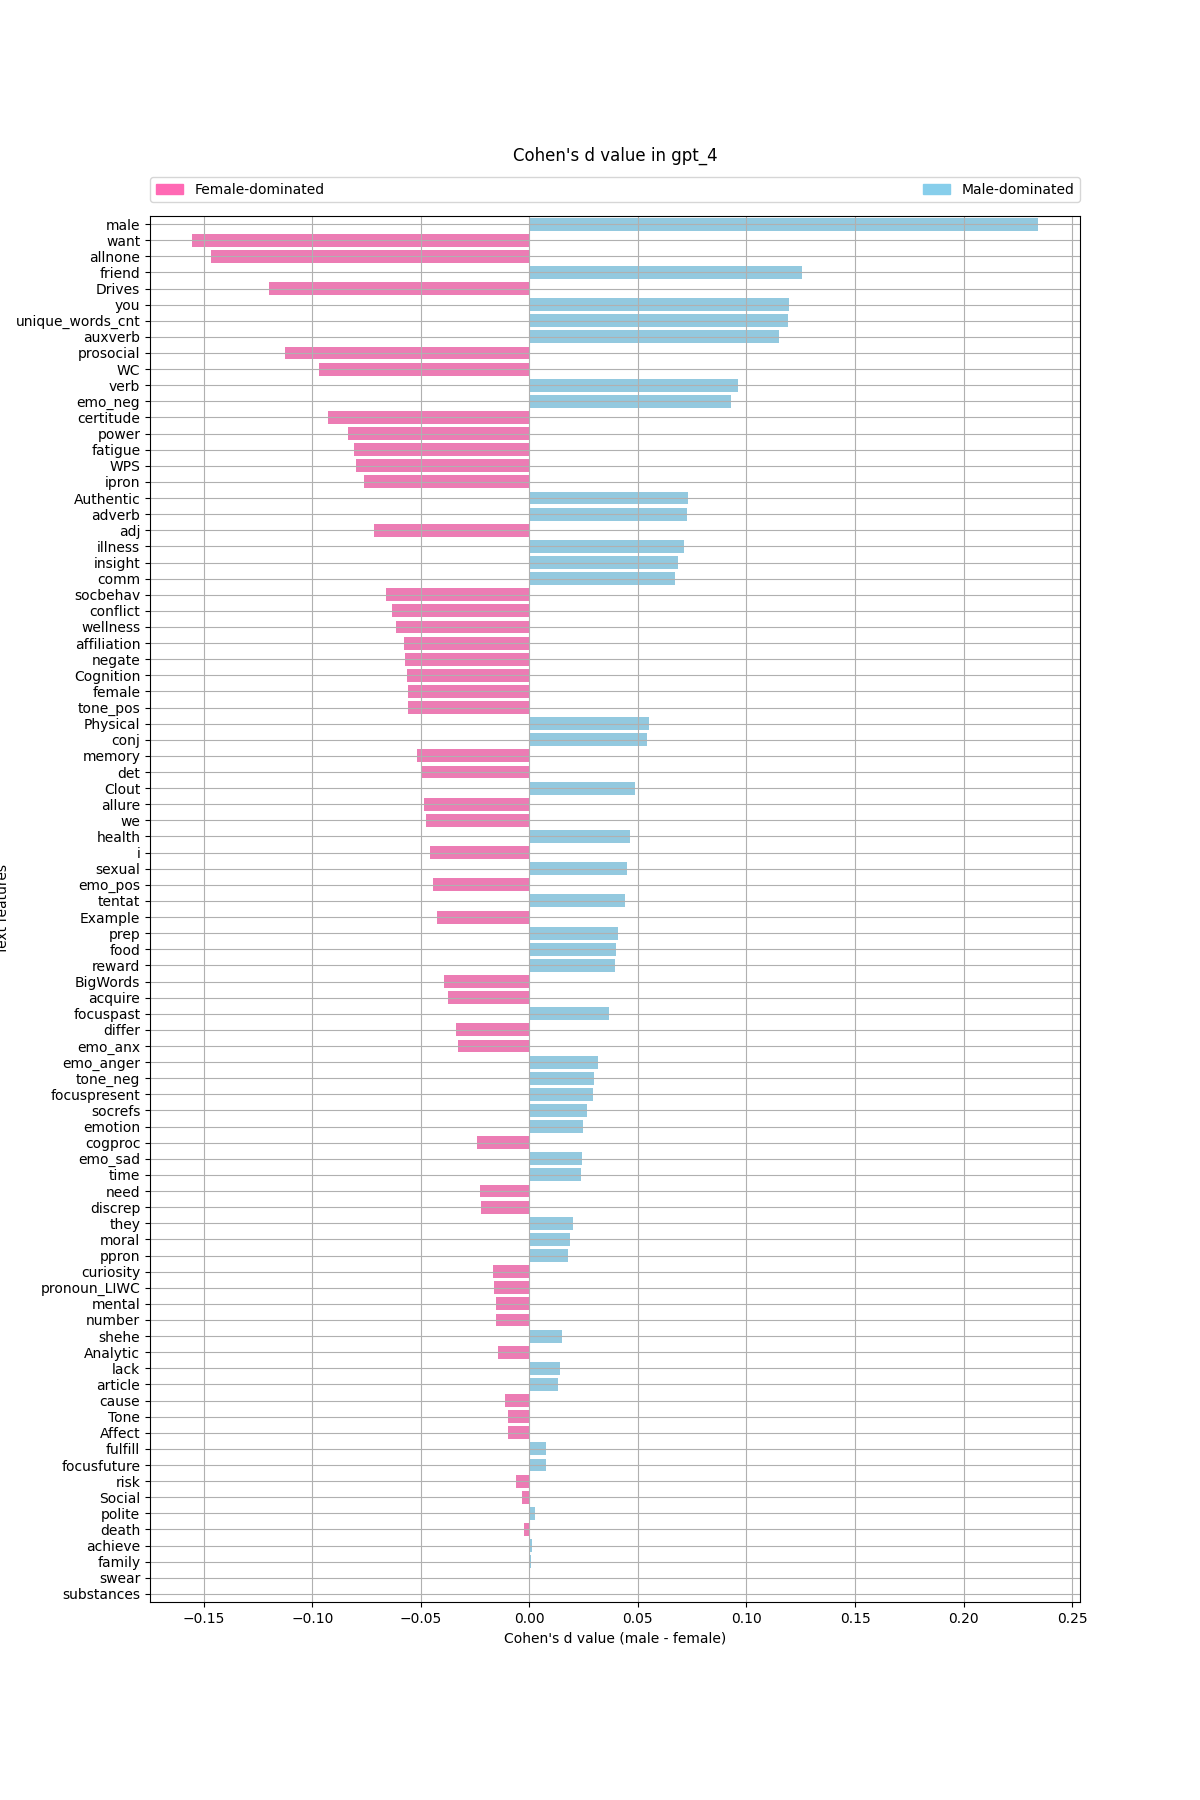 Cohen's d value in gpt_4
Female-dominated
Male-dominated
male
want
allnone
friend
Drives
you
unique_words_cnt
auxverb
prosocial
WC
verb
emo_neg
certitude
power
fatigue
WPS
ipron
Authentic
adverb
adj
illness
insight
comm
socbehav
conflict
wellness
affiliation
negate
Cognition
female
tone_pos
Physical
conj
memory
det
Clout
allure
we
health
i
sexual
emo_pos
tentat
Example
prep
food
reward
BigWords
acquire
focuspast
differ
emo_anx
emo_anger
tone_neg
focuspresent
socrefs
emotion
cogproc
emo_sad
time
need
discrep
they
moral
ppron
curiosity
pronoun_LIWC
mental
number
shehe
Analytic
lack
article
cause
Tone
Affect
fulfill
focusfuture
risk
Social
polite
death
achieve
family
swear
substances
−0.15
−0.10
−0.05
0.00
0.05
0.10
0.15
0.20
0.25
Cohen's d value (male - female)